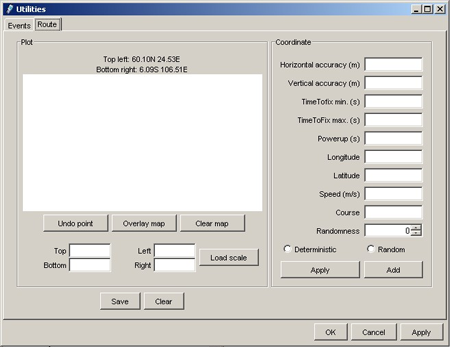 Utilities
Events Route
Plot
Top left: 60.10N 24.53E
Bottom right: 6.09S 106.51E
Undo point Overlay map Clear map
Top Left
Bottom Right
Load scale
Save Clear
Coordinate
Horizontal accuracy (m)
Vertical accuracy (m)
TimeTofix min. (s)
TimeToFix max. (s)
Powerup (s)
Longitude
Latitude
Speed (m/s)
Course
Randomness 0
Deterministic Random
Apply Add
OK Cancel Apply